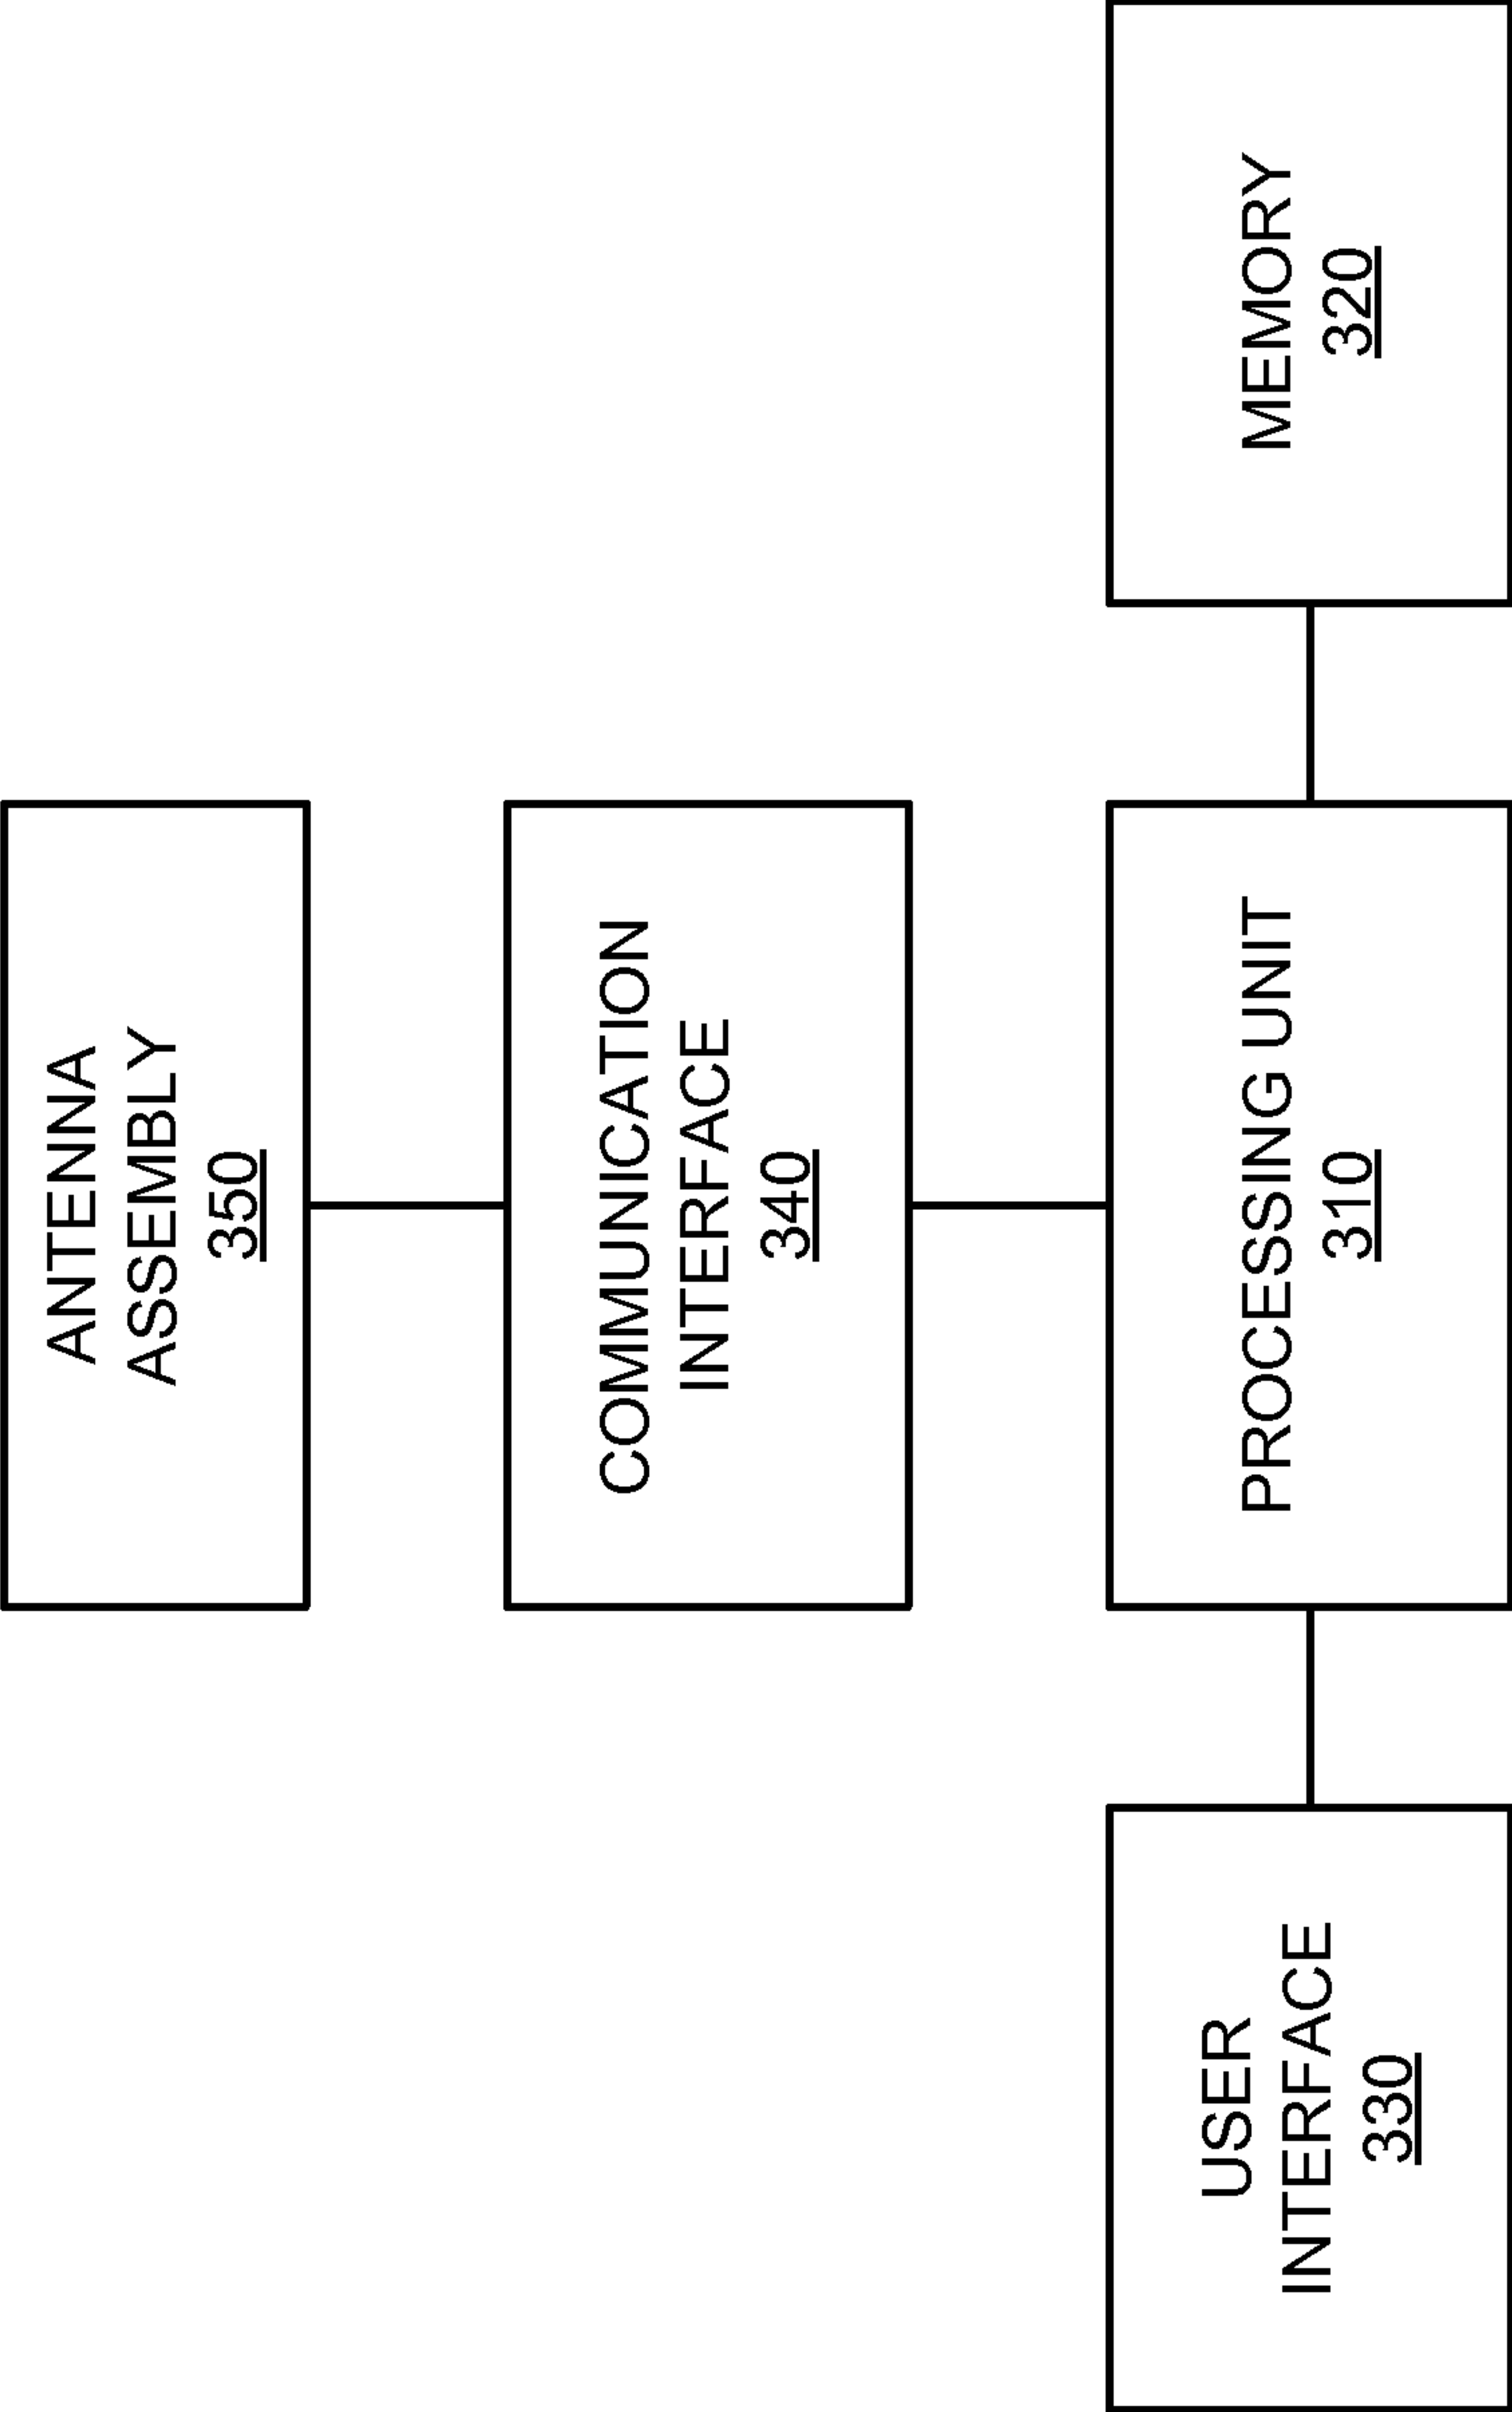 ANTENNA
ASSEMBLY
350
COMMUNICATION
INTERFACE
340
USER
INTERFACE
330
PROCESSING UNIT
310
MEMORY
320